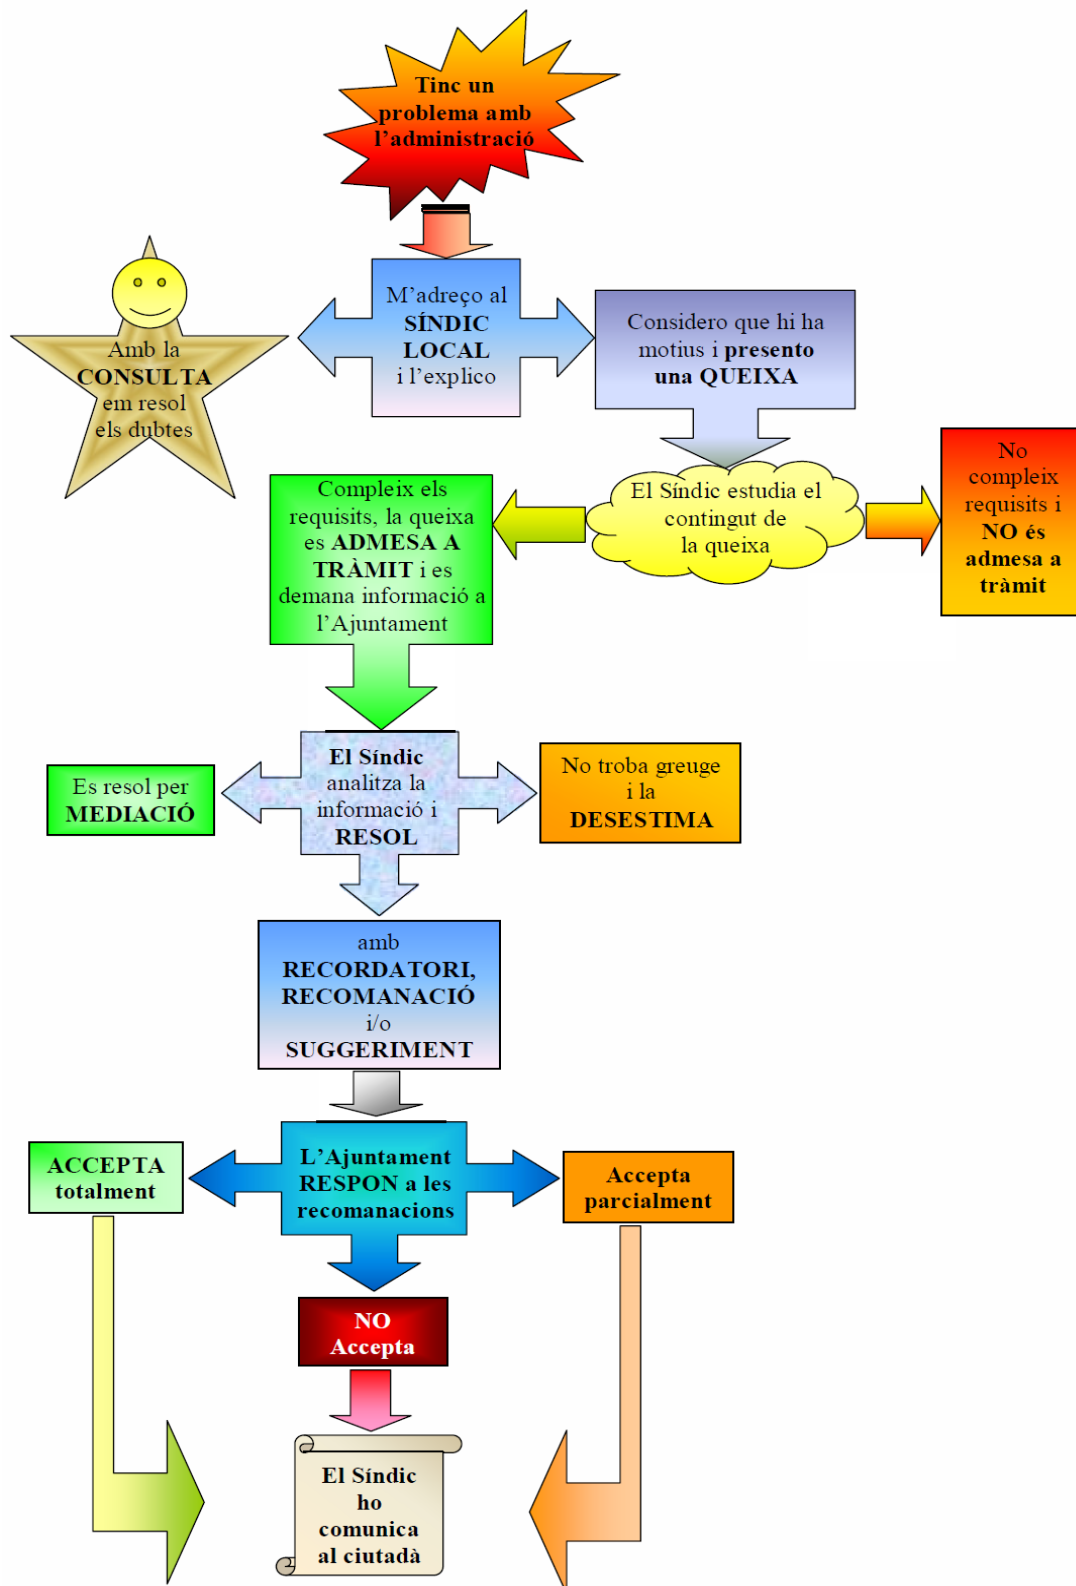 Tinc un
problema amb
l’administració
M’adreço al
SÍNDIC
LOCAL
i l’explico
Amb la
CONSULTA
em resol
els dubtes
Considero que hi ha
motius i presento
una QUEIXA
El Síndic estudia el
contingut de
la queixa
No
compleix
requisits i
NO és
admesa a
tràmit
Compleix els
requisits, la queixa
es ADMESA A
TRÀMIT i es
demana informació a
l’Ajuntament
El Síndic
analitza la
informació i
RESOL
Es resol per
MEDIACIÓ
No troba greuge
i la
DESESTIMA
amb
RECORDATORI,
RECOMANACIÓ
i/o
SUGGERIMENT
L’Ajuntament
RESPON a les
recomanacions
ACCEPTA
totalment
Accepta
parcialment
NO
Accepta
El Síndic
ho
comunica
al ciutadà